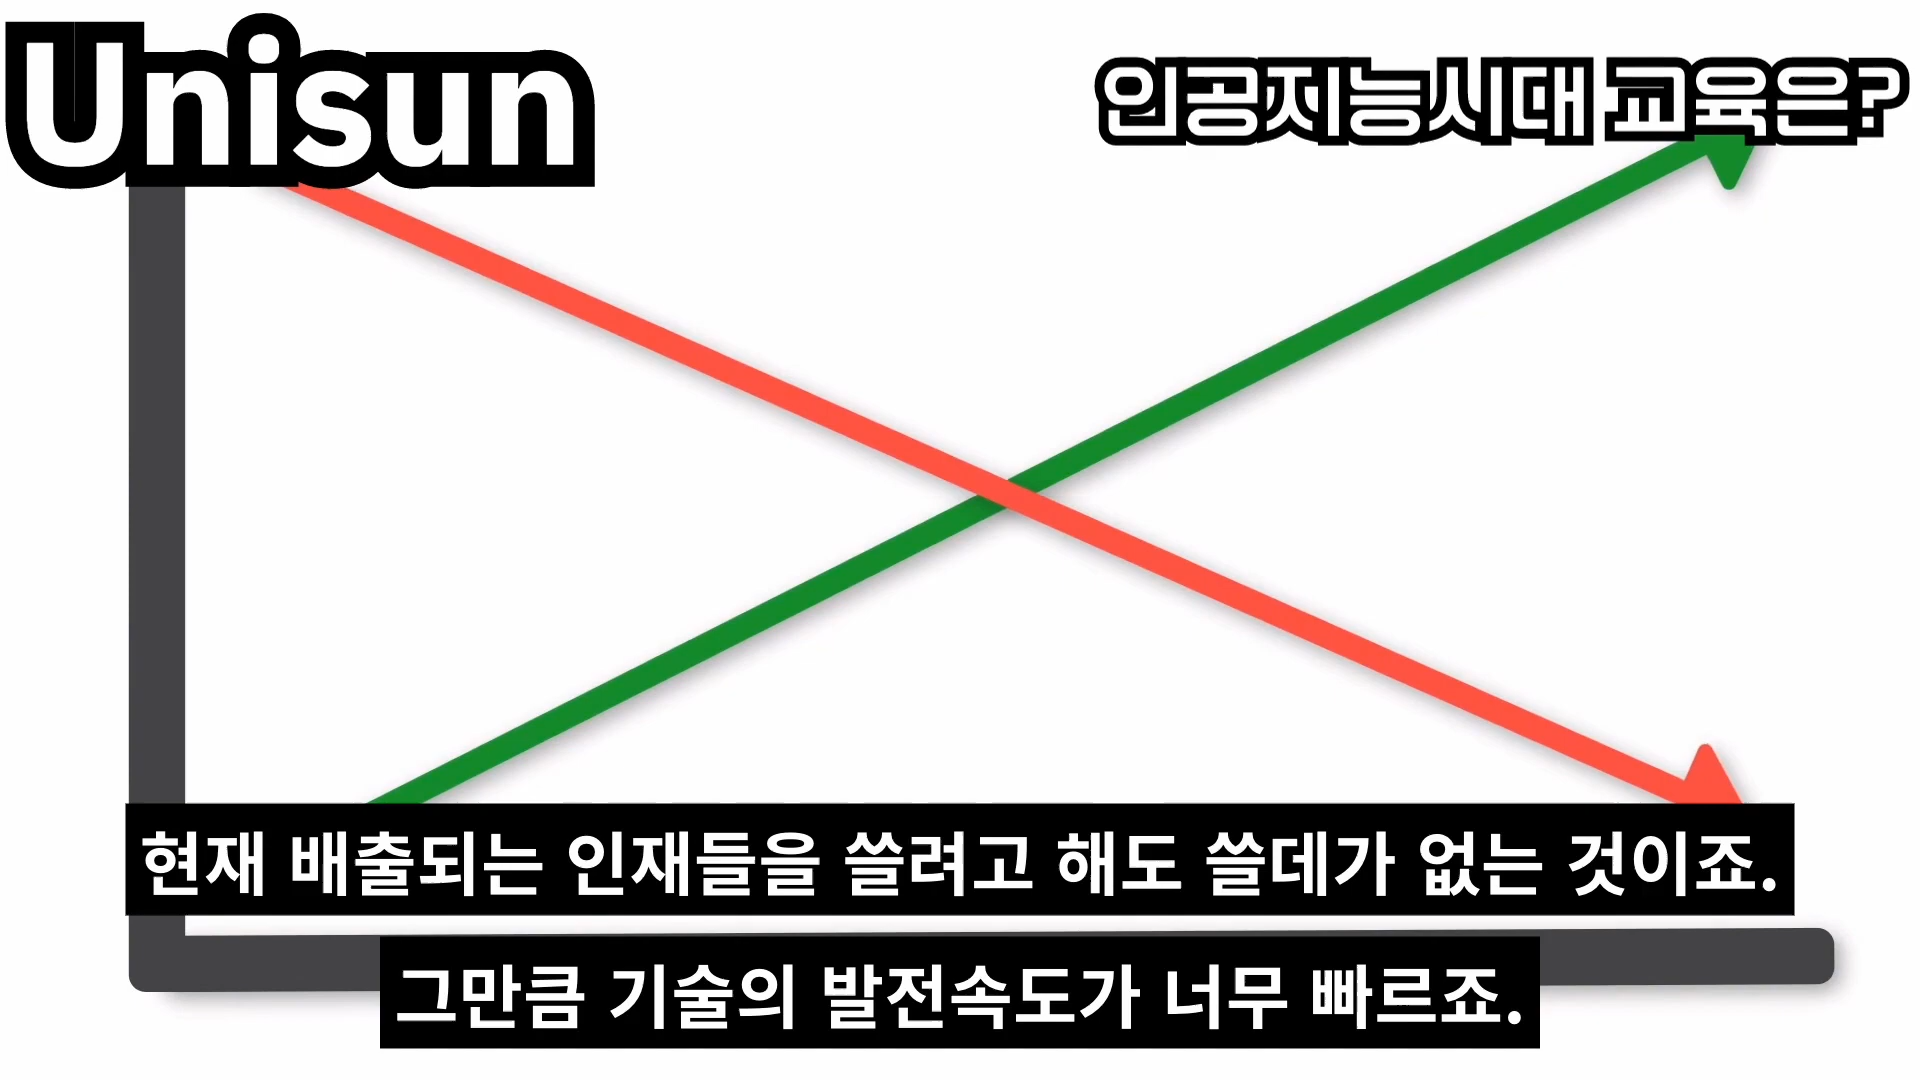 Unisun
인공지능시대 교육은?
현재 배출되는 인재들을 쓸려고 해도 쓸데가 없는 것이죠.
그만큼 기술의 발전속도가 너무 빠르죠.